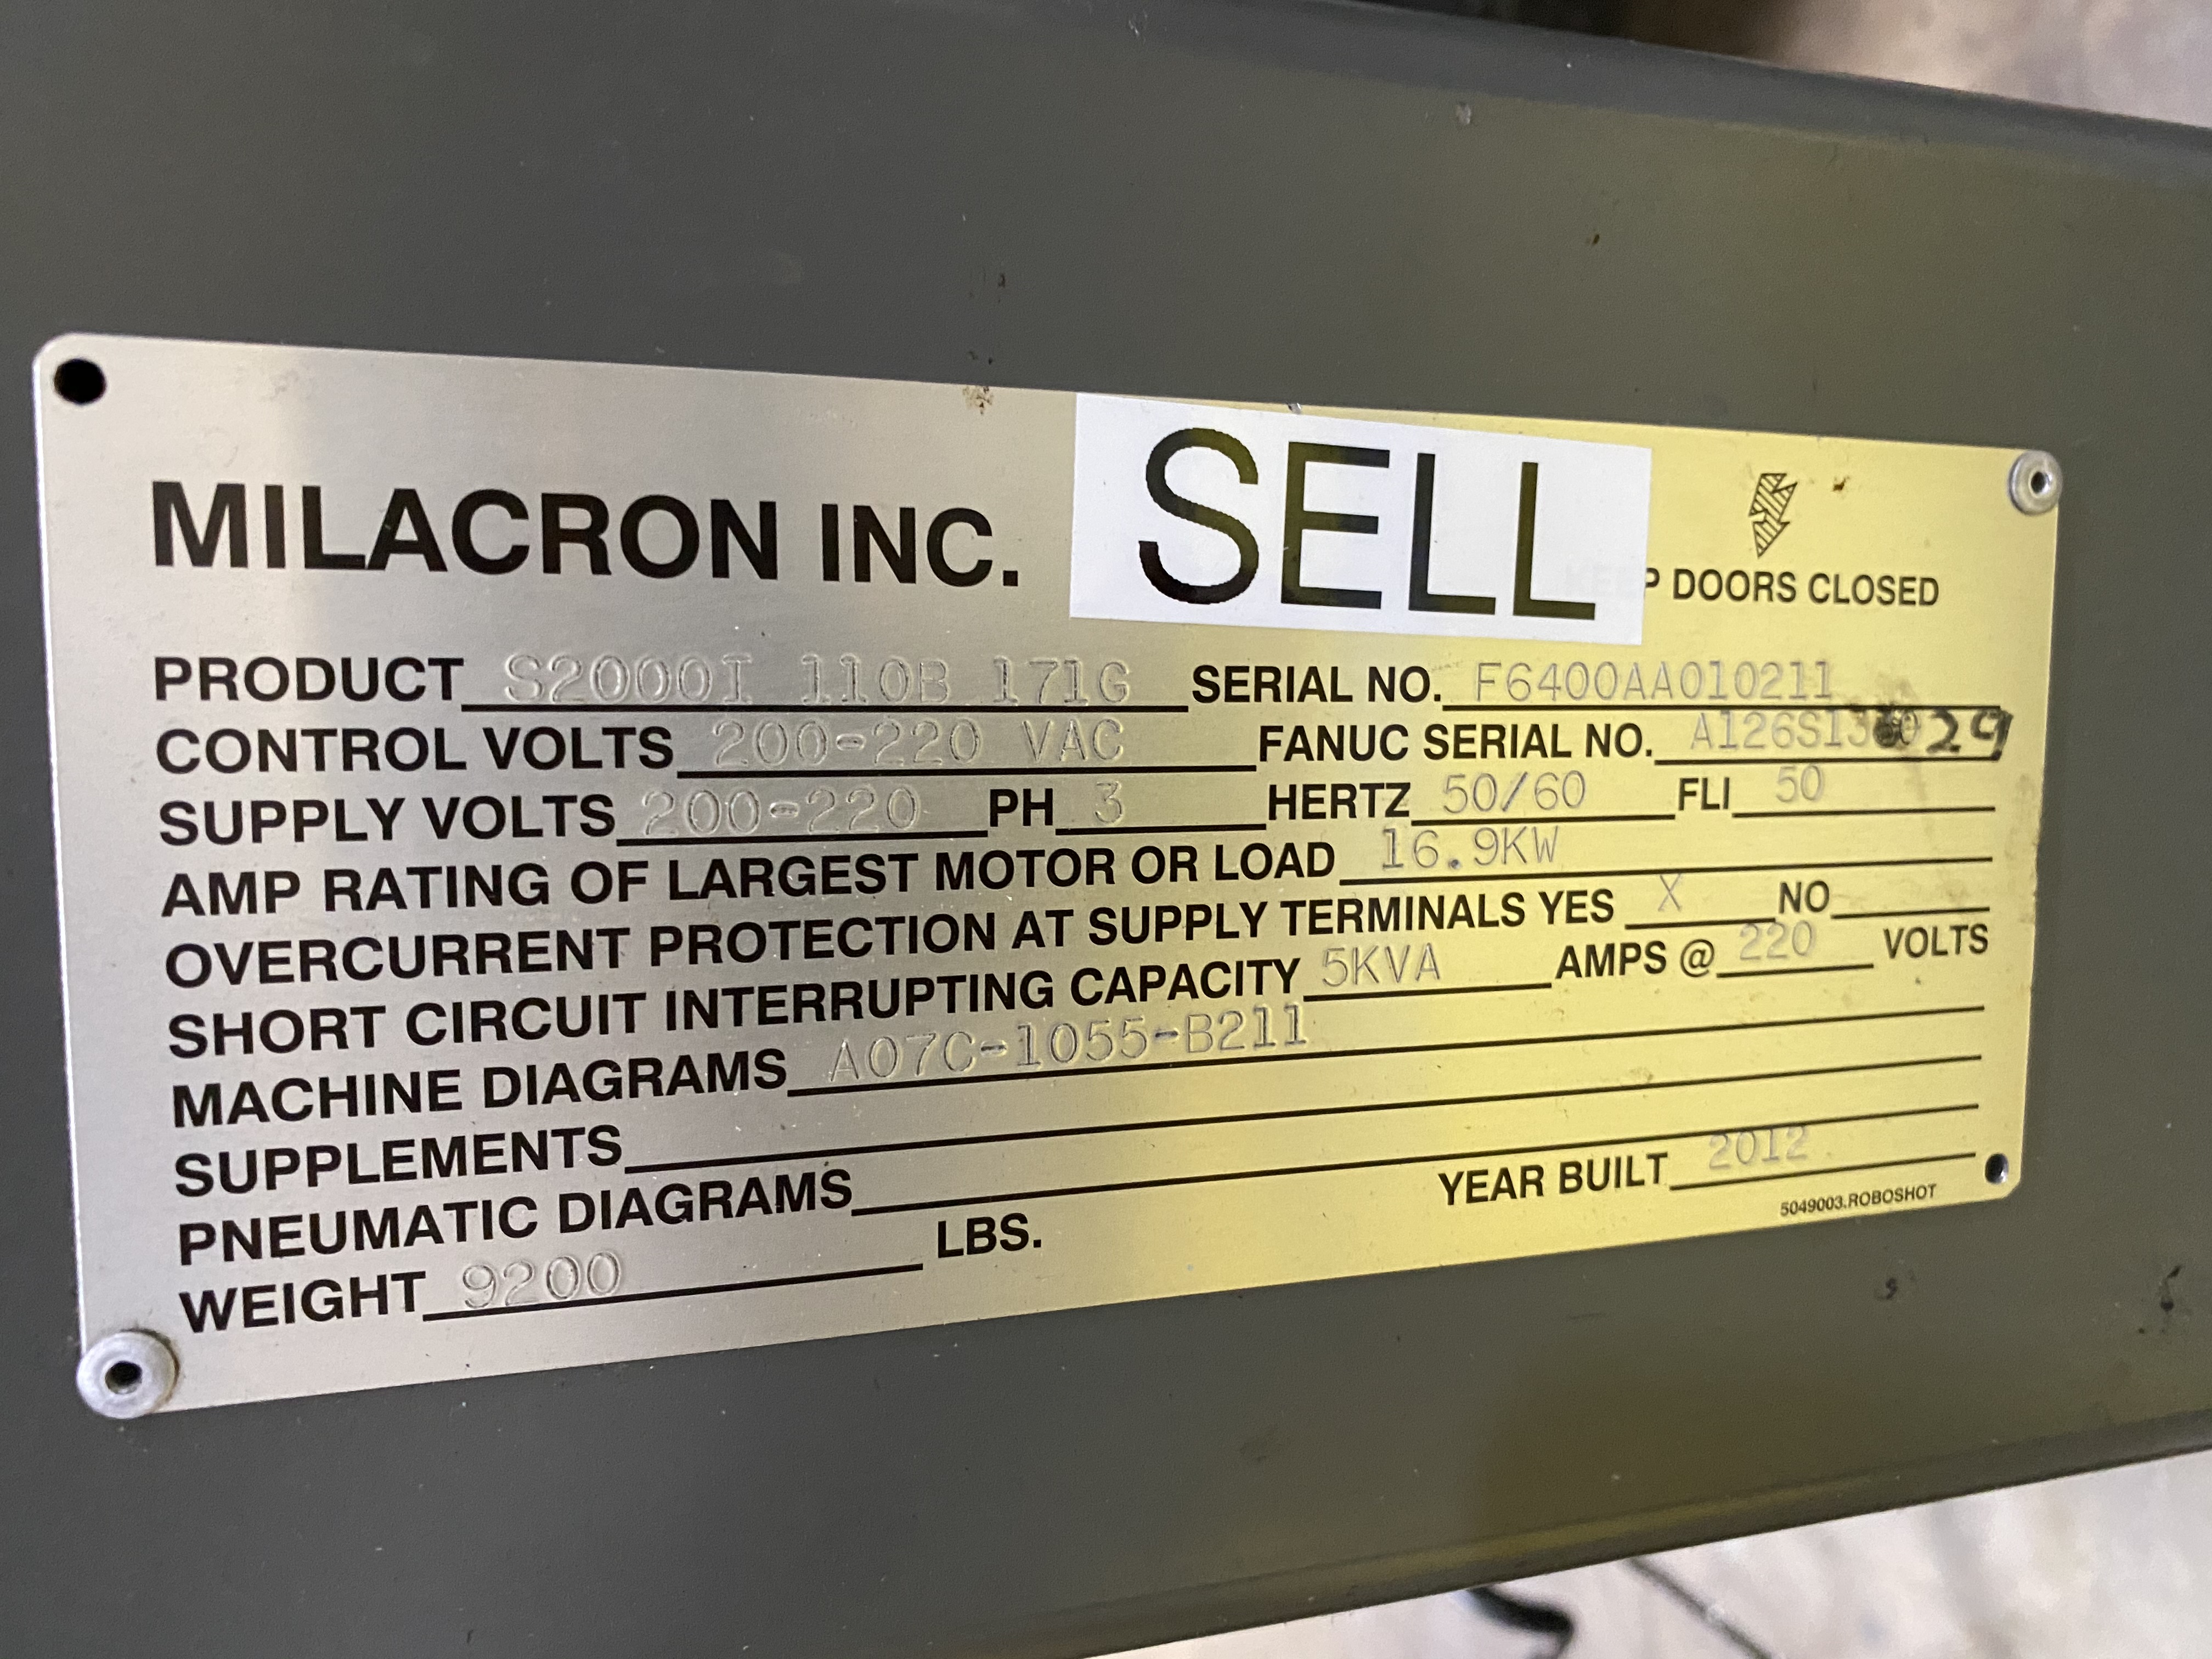 MILACRON INC.
SELL
P DOORS CLOSED
PRODUCT S2000I 110B 171G SERIAL NO. F6400AA010211
CONTROL VOLTS 200-220 VAC FANUC SERIAL NO. A126S13 29
SUPPLY VOLTS 200-220 PH 3 HERTZ 50/60 FLI 50
AMP RATING OF LARGEST MOTOR OR LOAD 16.9KW
OVERCURRENT PROTECTION AT SUPPLY TERMINALS YES X NO
SHORT CIRCUIT INTERRUPTING CAPACITY 5KVA AMPS @ 220 VOLTS
MACHINE DIAGRAMS A07C-1055-B211
SUPPLEMENTS
PNEUMATIC DIAGRAMS
WEIGHT 9200 LBS.
YEAR BUILT 2012
5049003.ROBOSHOT